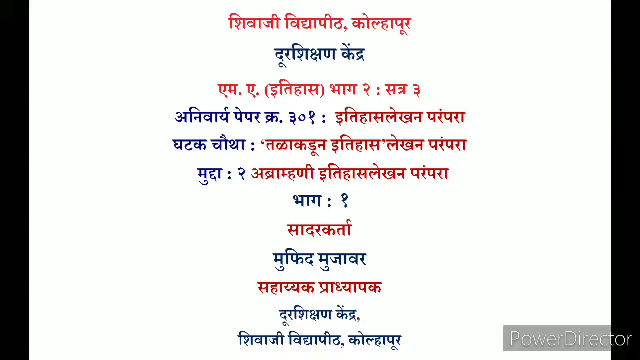 शिवाजी विद्यापीठ, कोल्हापूर
दूरशिक्षण केंद्र
एम. ए. (इतिहास) भाग २ : सत्र ३
अनिवार्य पेपर क्र. ३०१ : इतिहासलेखन परंपरा
घटक चौथा : ‘तळाकडून इतिहास’लेखन परंपरा
मुद्दा : २ अब्राम्हणी इतिहासलेखन परंपरा
भाग : १
सादरकर्ता
मुफिद मुजावर
सहाय्यक प्राध्यापक
दूरशिक्षण केंद्र,
शिवाजी विद्यापीठ, कोल्हापूर
PowerDirector